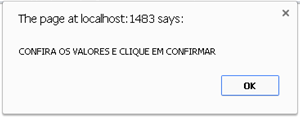 The page at localhost:1483 says:
CONFIRA OS VALORES E CLIQUE EM CONFIRMAR
OK